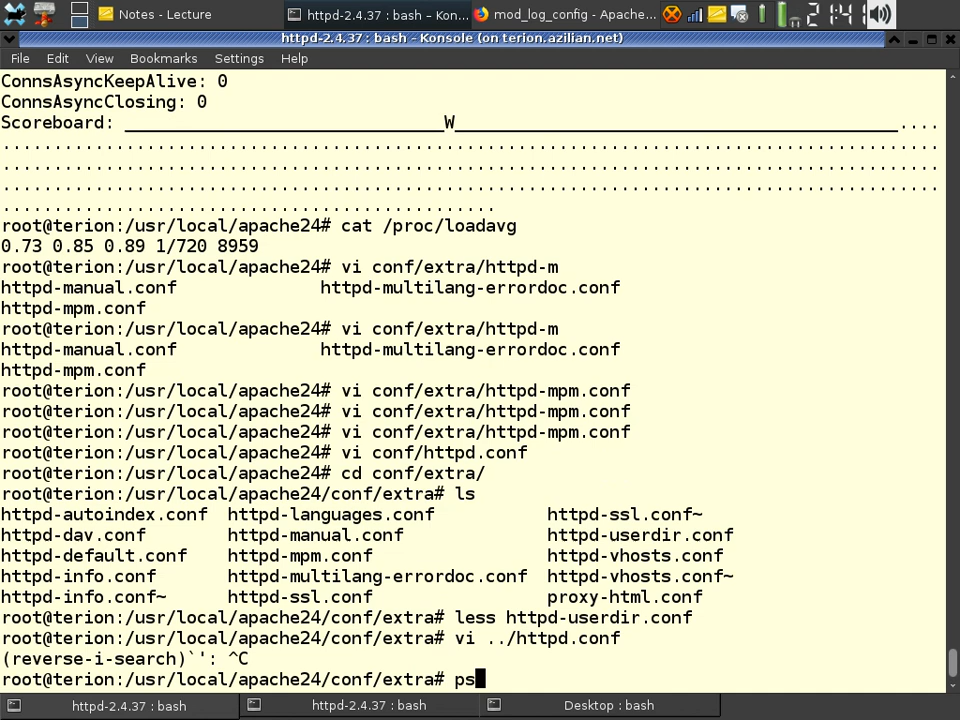 Notes - Lecture
httpd-2.4.37 : bash – Kon...
mod_log_config - Apache...
2 1:41
httpd-2.4.37 : bash - Konsole (on terion.azilian.net)
File Edit View Bookmarks Settings Help
ConnsAsyncKeepAlive: 0
ConnsAsyncClosing: 0
Scoreboard: _______________________________W___________________________________________....
...........................................................................................
...........................................................................................
...........................................................................................
................................................
root@terion:/usr/local/apache24# cat /proc/loadavg
0.73 0.85 0.89 1/720 8959
root@terion:/usr/local/apache24# vi conf/extra/httpd-m
httpd-manual.conf              httpd-multilang-errordoc.conf
httpd-mpm.conf
root@terion:/usr/local/apache24# vi conf/extra/httpd-m
httpd-manual.conf              httpd-multilang-errordoc.conf
httpd-mpm.conf
root@terion:/usr/local/apache24# vi conf/extra/httpd-mpm.conf
root@terion:/usr/local/apache24# vi conf/extra/httpd-mpm.conf
root@terion:/usr/local/apache24# vi conf/extra/httpd-mpm.conf
root@terion:/usr/local/apache24# vi conf/httpd.conf
root@terion:/usr/local/apache24# cd conf/extra/
root@terion:/usr/local/apache24/conf/extra# ls
httpd-autoindex.conf  httpd-languages.conf           httpd-ssl.conf~
httpd-dav.conf        httpd-manual.conf              httpd-userdir.conf
httpd-default.conf    httpd-mpm.conf                 httpd-vhosts.conf
httpd-info.conf       httpd-multilang-errordoc.conf  httpd-vhosts.conf~
httpd-info.conf~      httpd-ssl.conf                 proxy-html.conf
root@terion:/usr/local/apache24/conf/extra# less httpd-userdir.conf
root@terion:/usr/local/apache24/conf/extra# vi ../httpd.conf
(reverse-i-search)`': ^C
root@terion:/usr/local/apache24/conf/extra# ps
httpd-2.4.37 : bash
httpd-2.4.37 : bash
Desktop : bash